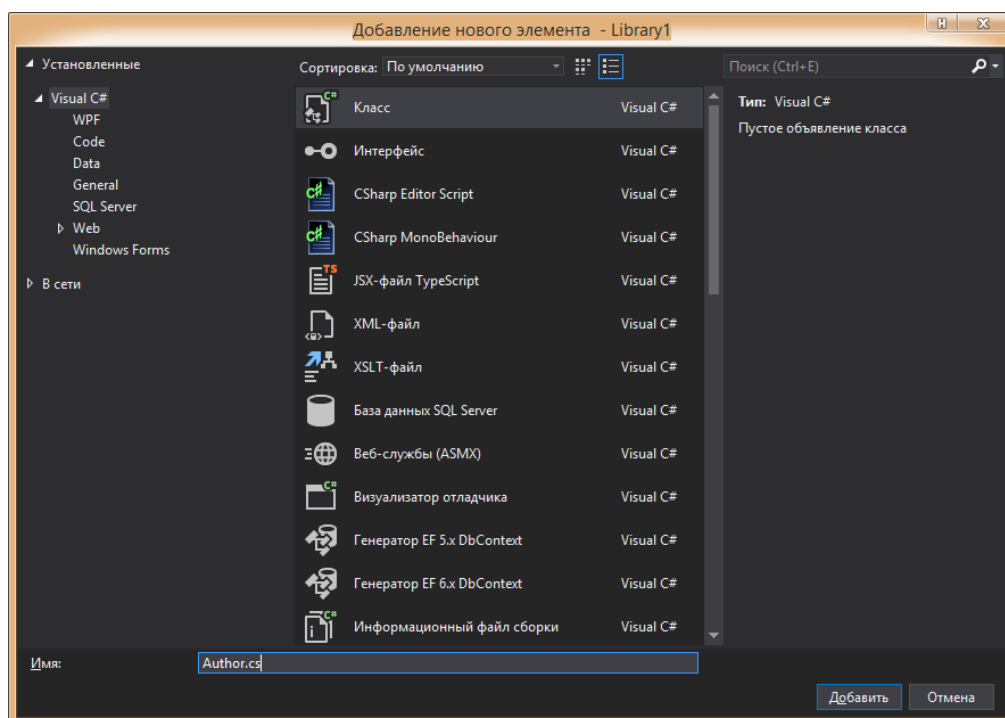 Добавление нового элемента - Library1
Установленные
Visual C#
WPF
Code
Data
General
SQL Server
Web
Windows Forms
В сети
Сортировка: По умолчанию
Класс Visual C#
Интерфейс Visual C#
CSharp Editor Script Visual C#
CSharp MonoBehaviour Visual C#
JSX-файл TypeScript Visual C#
XML-файл Visual C#
XSLT-файл Visual C#
База данных SQL Server Visual C#
Веб-службы (ASMX) Visual C#
Визуализатор отладчика Visual C#
Генератор EF 5.x DbContext Visual C#
Генератор EF 6.x DbContext Visual C#
Информационный файл сборки Visual C#
Поиск (Ctrl+E)
Тип: Visual C#
Пустое объявление класса
Имя: Author.cs
Добавить Отмена